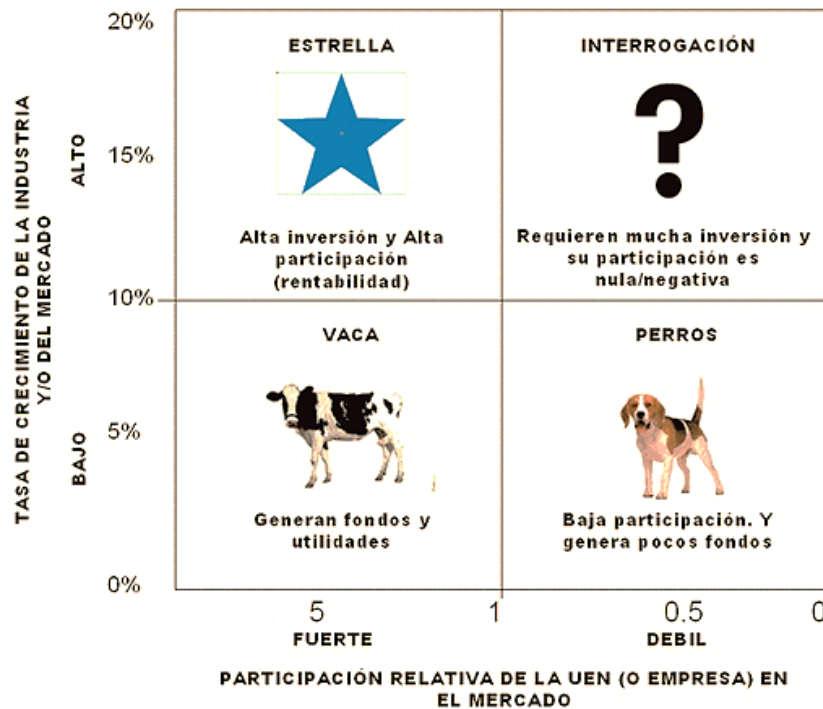 20%
ESTRELLA
INTERROGACIÓN
?
15%
ALTO
TASA DE CRECIMIENTO DE LA INDUSTRIA
Y/O DEL MERCADO
Alta inversión y Alta
participación
(rentabilidad)
Requieren mucha inversión y
su participación es
nula/negativa
10%
VACA
PERROS
5%
BAJO
Generan fondos y
utilidades
Baja participación. Y
genera pocos fondos
0%
5
1
0.5
0
FUERTE
DEBIL
PARTICIPACIÓN RELATIVA DE LA UEN (O EMPRESA) EN
EL MERCADO